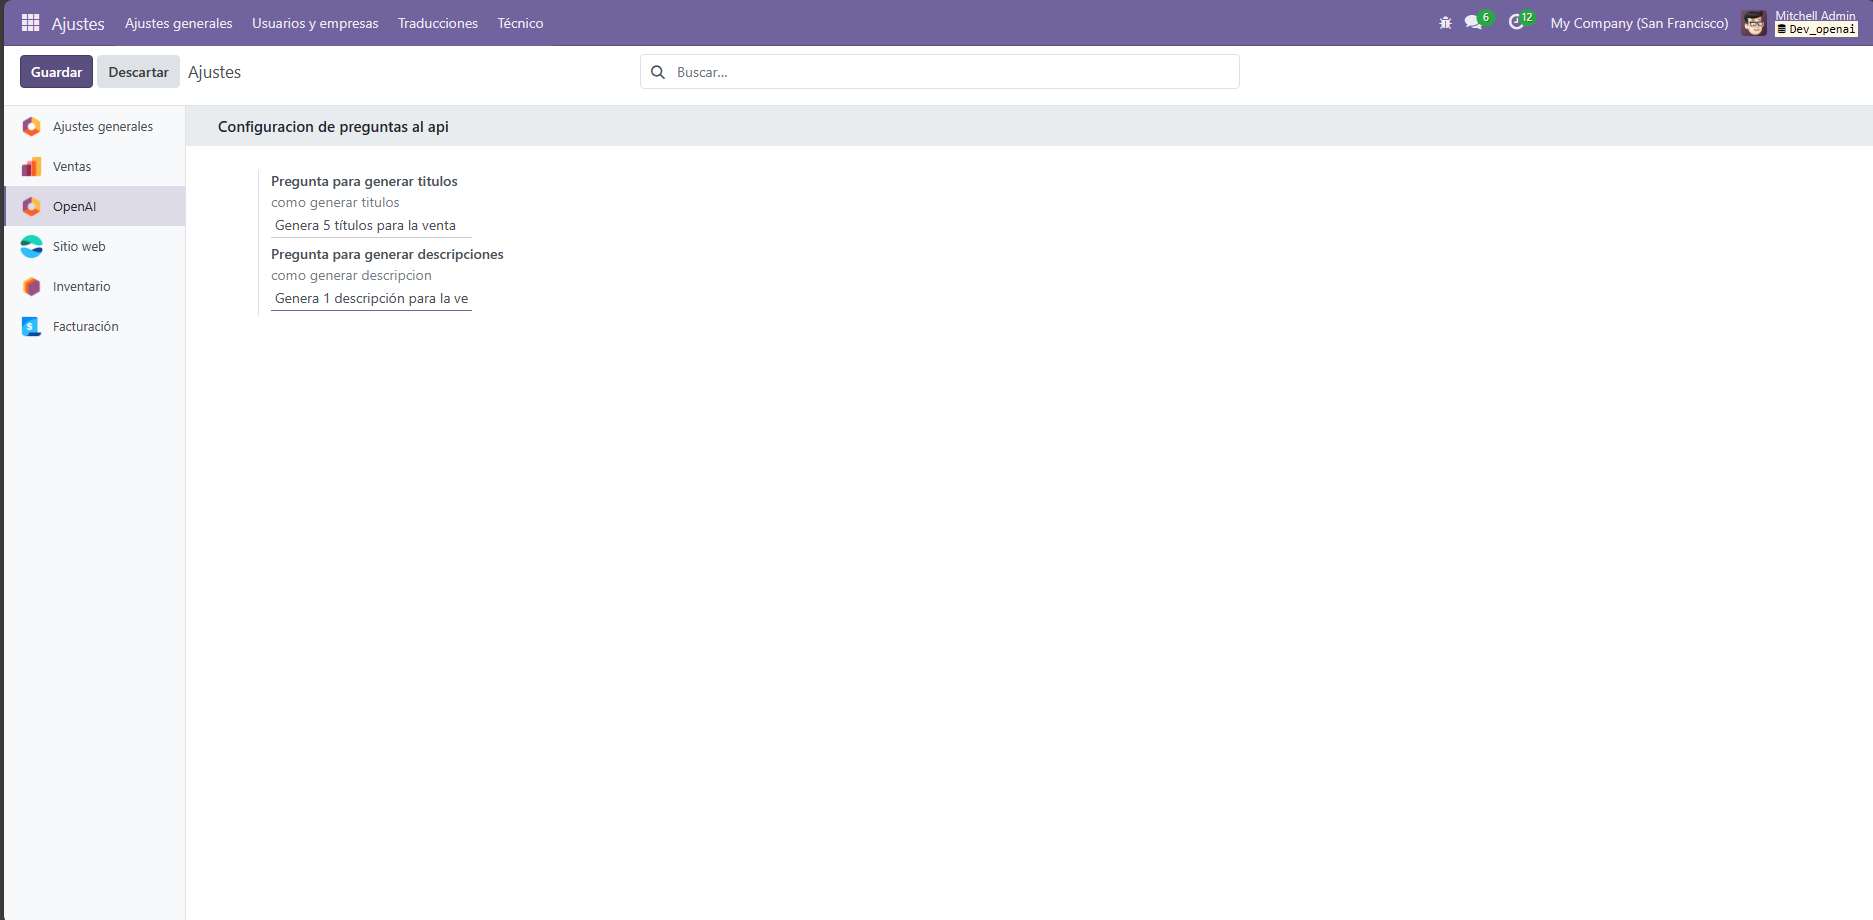 Ajustes Ajustes generales Usuarios y empresas Traducciones Técnico 6 12 My Company (San Francisco) Mitchell Admin
Dev_openai
Guardar Descartar Ajustes Buscar...
Ajustes generales
Ventas
OpenAI
Sitio web
Inventario
Facturación
Configuracion de preguntas al api
Pregunta para generar titulos
como generar titulos
Genera 5 títulos para la venta
Pregunta para generar descripciones
como generar descripcion
Genera 1 descripción para la ve